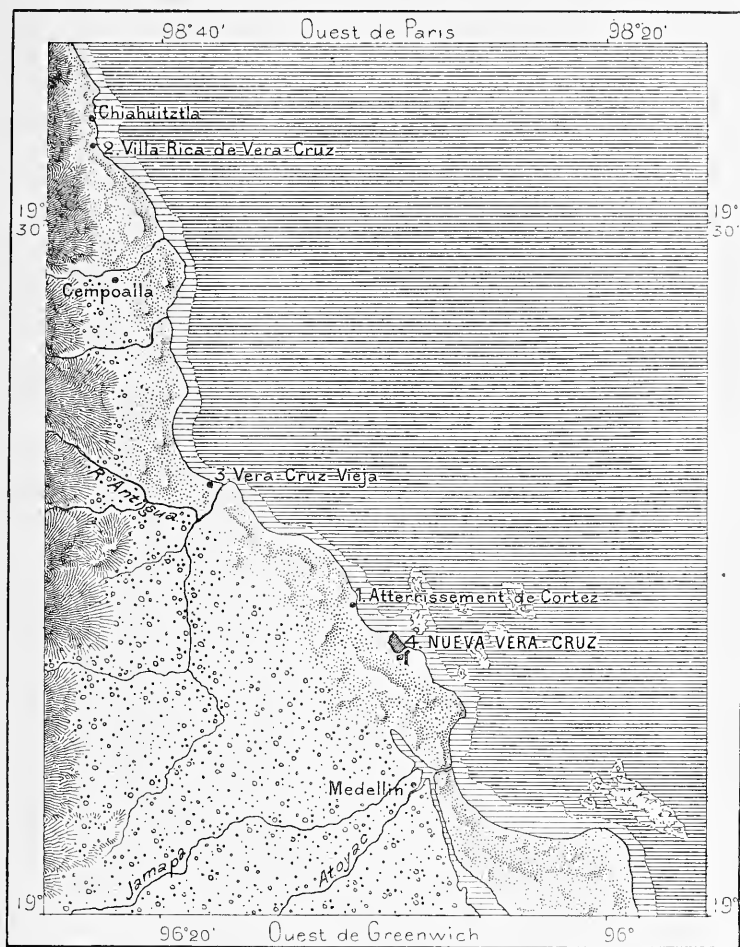 98°40' Ouest de Paris 98°20'
Chiahuitztla
2. Villa-Rica-de-Vera-Cruz
19° 19°
30' 30'
Cempoalla
3. Vera-Cruz-Vieja
R. Antigua
1. Atterrissement de Cortez
4. NUEVA-VERA-CRUZ
Medellin
Jamapa
Atoyac
19° 19°
96°20' Ouest de Greenwich 96°